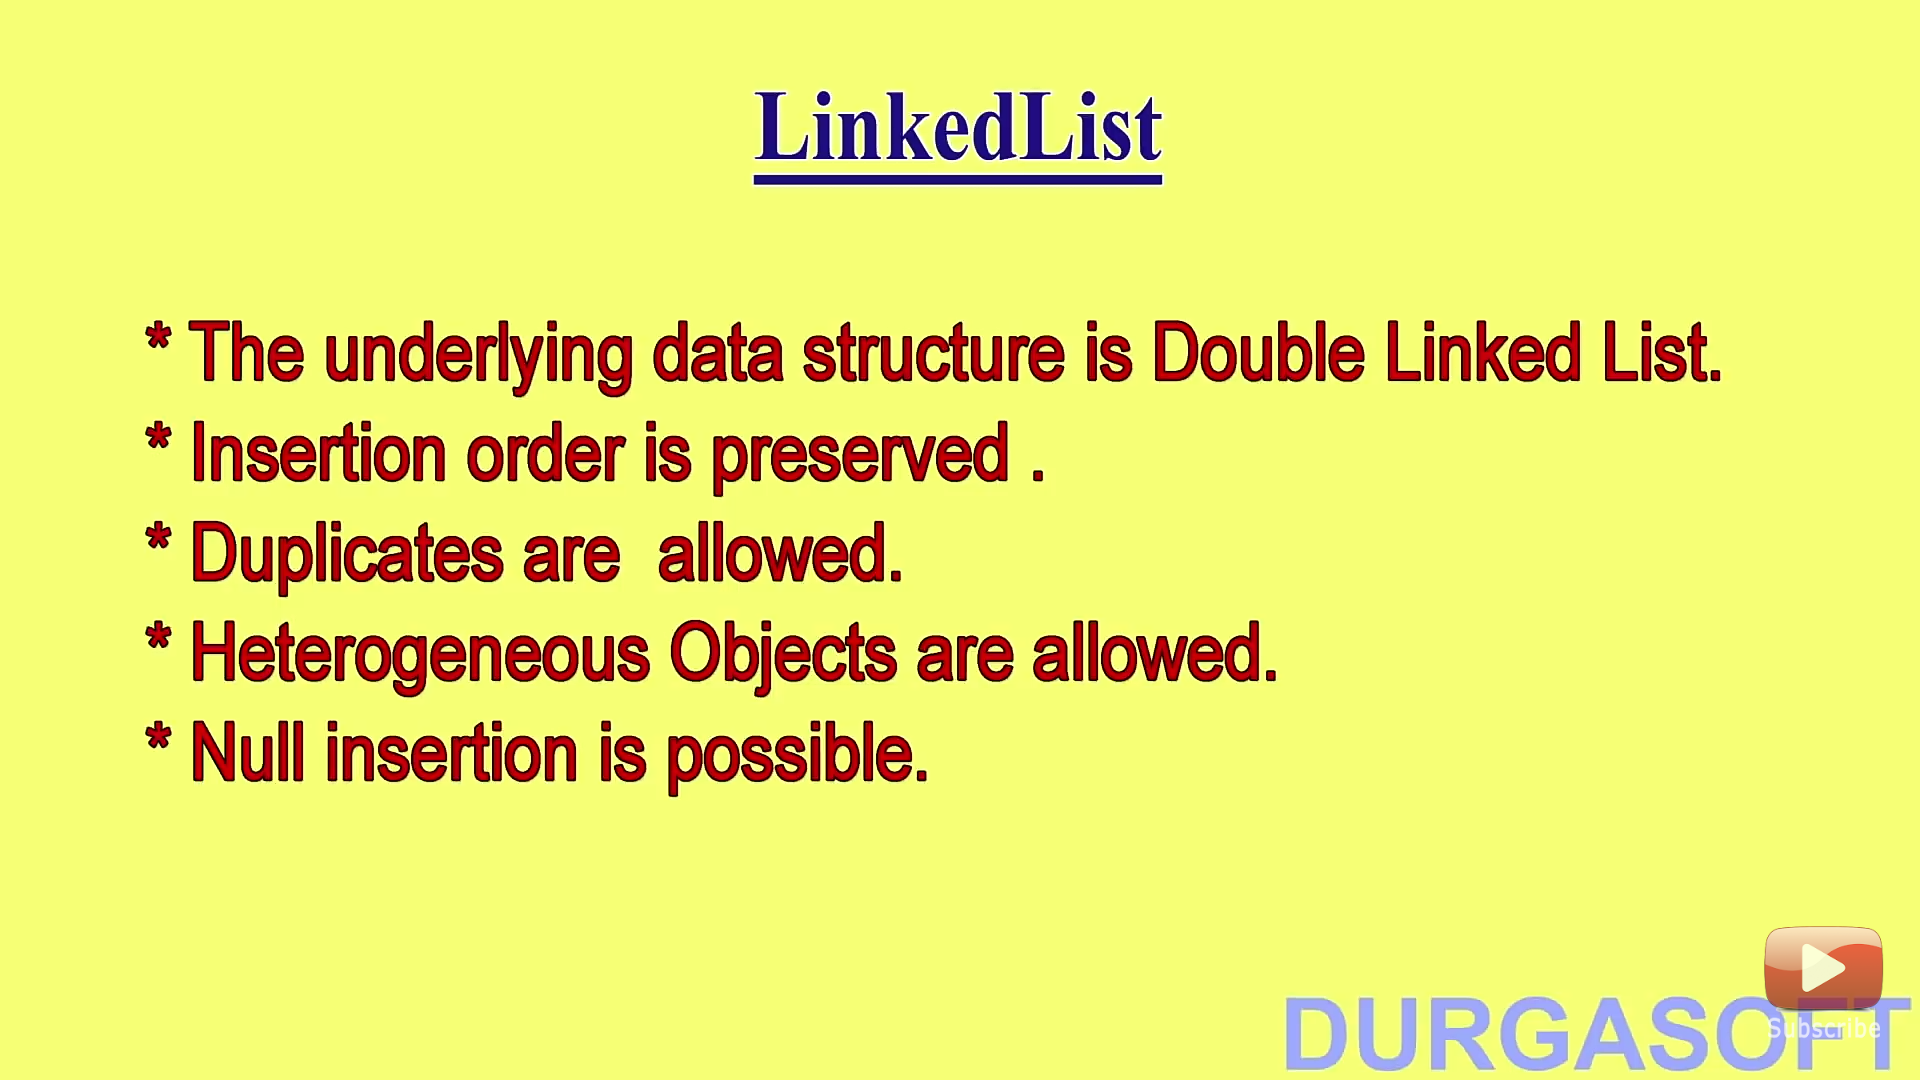 LinkedList
* The underlying data structure is Double Linked List.
* Insertion order is preserved .
* Duplicates are  allowed.
* Heterogeneous Objects are allowed.
* Null insertion is possible.
Subscribe
DURGASOFT